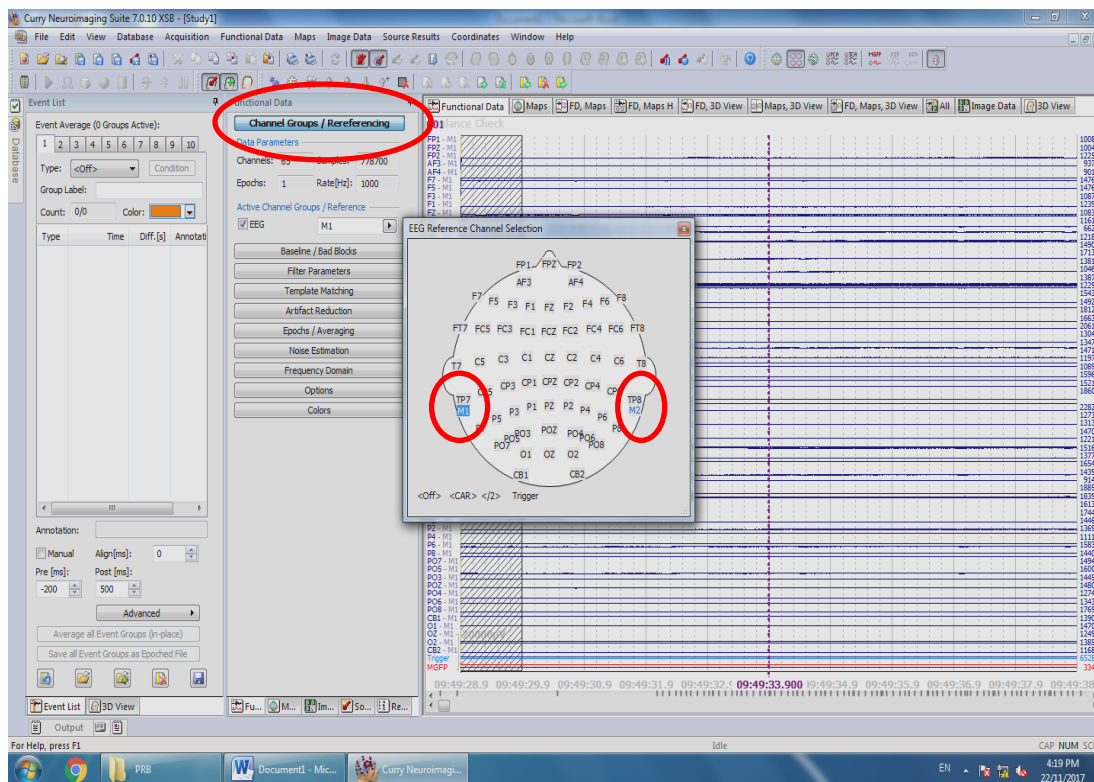 Curry Neuroimaging Suite 7.0.10 XSB - [Study1]
File Edit View Database Acquisition Functional Data Maps Image Data Source Results Coordinates Window Help
Event List
Functional Data
Functional Data Maps FD, Maps FD, Maps H FD, 3D View Maps, 3D View FD, Maps, 3D View All Image Data 3D View
Database
Event Average (0 Groups Active):
1 2 3 4 5 6 7 8 9 10
Type: <Off> Condition
Group Label:
Count: 0/0 Color:
Type Time Diff.[s] Annotati
Annotation:
Manual Align[ms]: 0
Pre [ms]: Post [ms]:
-200 500
Advanced
Average all Event Groups (in-place)
Save all Event Groups as Epoched File
Event List 3D View
Channel Groups / Rereferencing
Data Parameters
Channels: 63 Samples: 778700
Epochs: 1 Rate[Hz]: 1000
Active Channel Groups / Reference
EEG M1
Baseline / Bad Blocks
Filter Parameters
Template Matching
Artifact Reduction
Epochs / Averaging
Noise Estimation
Frequency Domain
Options
Colors
Fu... M... Im... So... Re...
EEG Reference Channel Selection
FP1 FPZ FP2
AF3 AF4
F7 F5 F3 F1 FZ F2 F4 F6 F8
FT7 FC5 FC3 FC1 FCZ FC2 FC4 FC6 FT8
T7 C5 C3 C1 CZ C2 C4 C6 T8
TP7 CP3 CP1 CPZ CP2 CP4 TP8
M1 M2
P5 P3 P1 PZ P2 P4 P6
PO7 PO5 PO3 POZ PO4 PO6 PO8
O1 OZ O2
CB1 CB2
<Off> <CAR> </2> Trigger
FP1 - M1
FPZ - M1
FP2 - M1
AF3 - M1
AF4 - M1
F7 - M1
F5 - M1
F3 - M1
F1 - M1
FZ - M1
P2 - M1
P4 - M1
P6 - M1
P8 - M1
PO7 - M1
PO5 - M1
PO3 - M1
POZ - M1
PO4 - M1
PO6 - M1
PO8 - M1
CB1 - M1
O1 - M1
OZ - M1
O2 - M1
CB2 - M1
Trigger
MGFP
09:49:28.9 09:49:29.9 09:49:30.9 09:49:31.9 09:49:32.9 09:49:33.900 09:49:34.9 09:49:35.9 09:49:36.9 09:49:37.9 09:49:38
Output
For Help, press F1 Idle CAP NUM SC
PRB Document1 - Mic... Curry Neuroimagi... EN 4:19 PM
22/11/2017